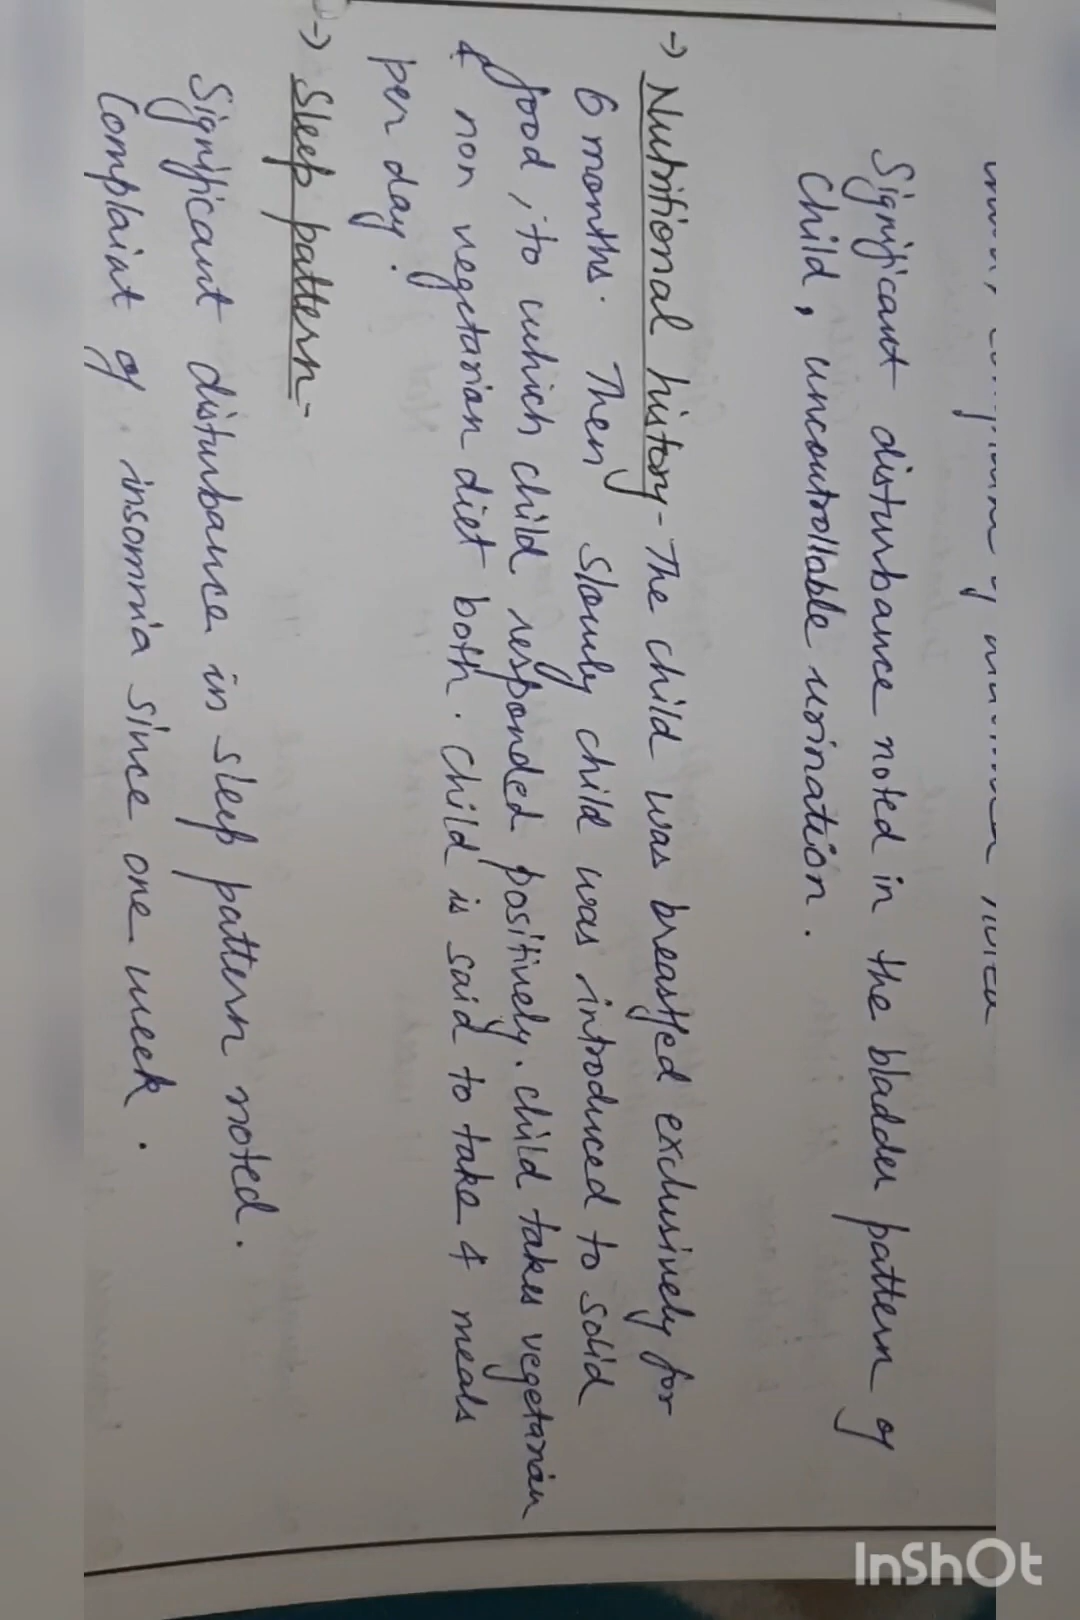 Significant disturbance noted in the bladder pattern of
child, uncontrollable urination.
-> Nutritional history - The child was breastfed exclusively for
6 months. Then slowly child was introduced to solid
food, to which child responded positively. child takes vegetarian
& non vegetarian diet both. child is said to take 4 meals
per day.
-> Sleep pattern -
Significant disturbance in sleep pattern noted.
Complaint of insomnia since one week.
InShOt